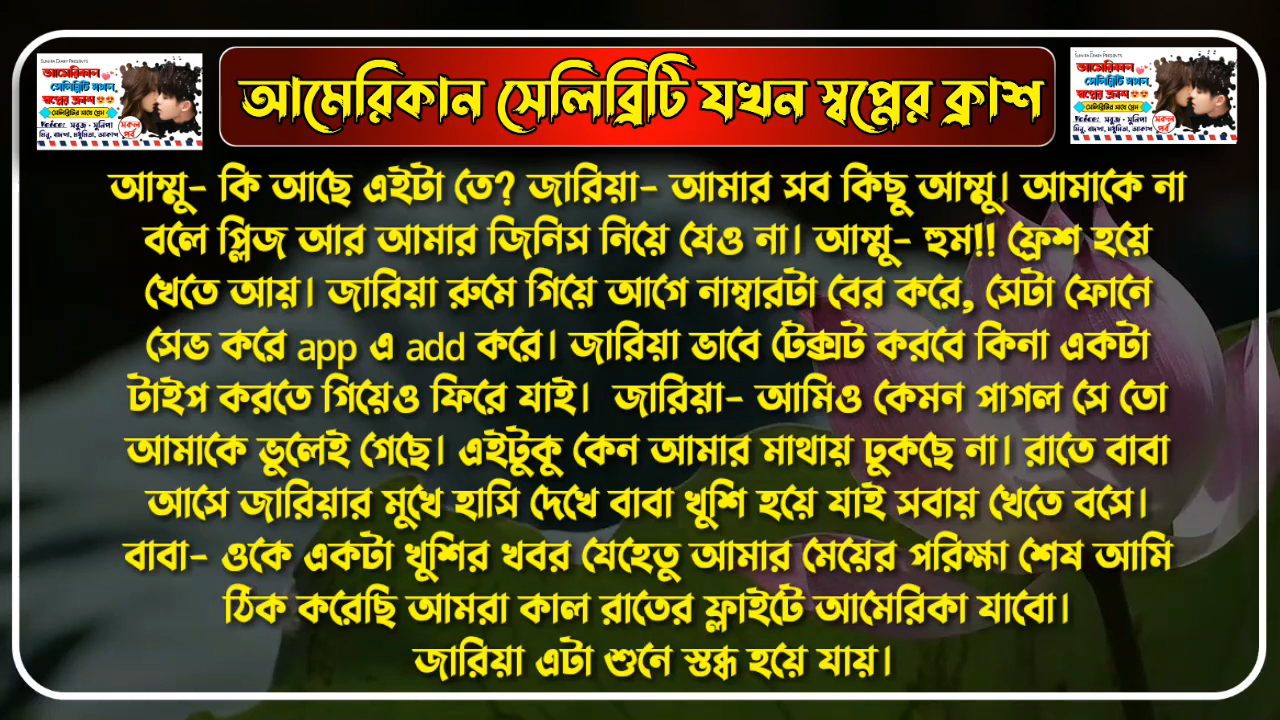 আমেরিকান সেলিব্রিটি যখন স্বপ্নের ক্রাশ
আম্মু- কি আছে এইটা তে? জারিয়া- আমার সব কিছু আম্মু। আমাকে না
বলে প্লিজ আর আমার জিনিস নিয়ে যেও না। আম্মু- হুম!! ফ্রেশ হয়ে
খেতে আয়। জারিয়া রুমে গিয়ে আগে নাম্বারটা বের করে, সেটা ফোনে
সেভ করে app এ add করে। জারিয়া ভাবে টেক্সট করবে কিনা একটা
টাইপ করতে গিয়েও ফিরে যাই। জারিয়া- আমিও কেমন পাগল সে তো
আমাকে ভুলেই গেছে। এইটুকু কেন আমার মাথায় ঢুকছে না। রাতে বাবা
আসে জারিয়ার মুখে হাসি দেখে বাবা খুশি হয়ে যাই সবায় খেতে বসে।
বাবা- ওকে একটা খুশির খবর যেহেতু আমার মেয়ের পরিক্ষা শেষ আমি
ঠিক করেছি আমরা কাল রাতের ফ্লাইটে আমেরিকা যাবো।
জারিয়া এটা শুনে স্তব্ধ হয়ে যায়।